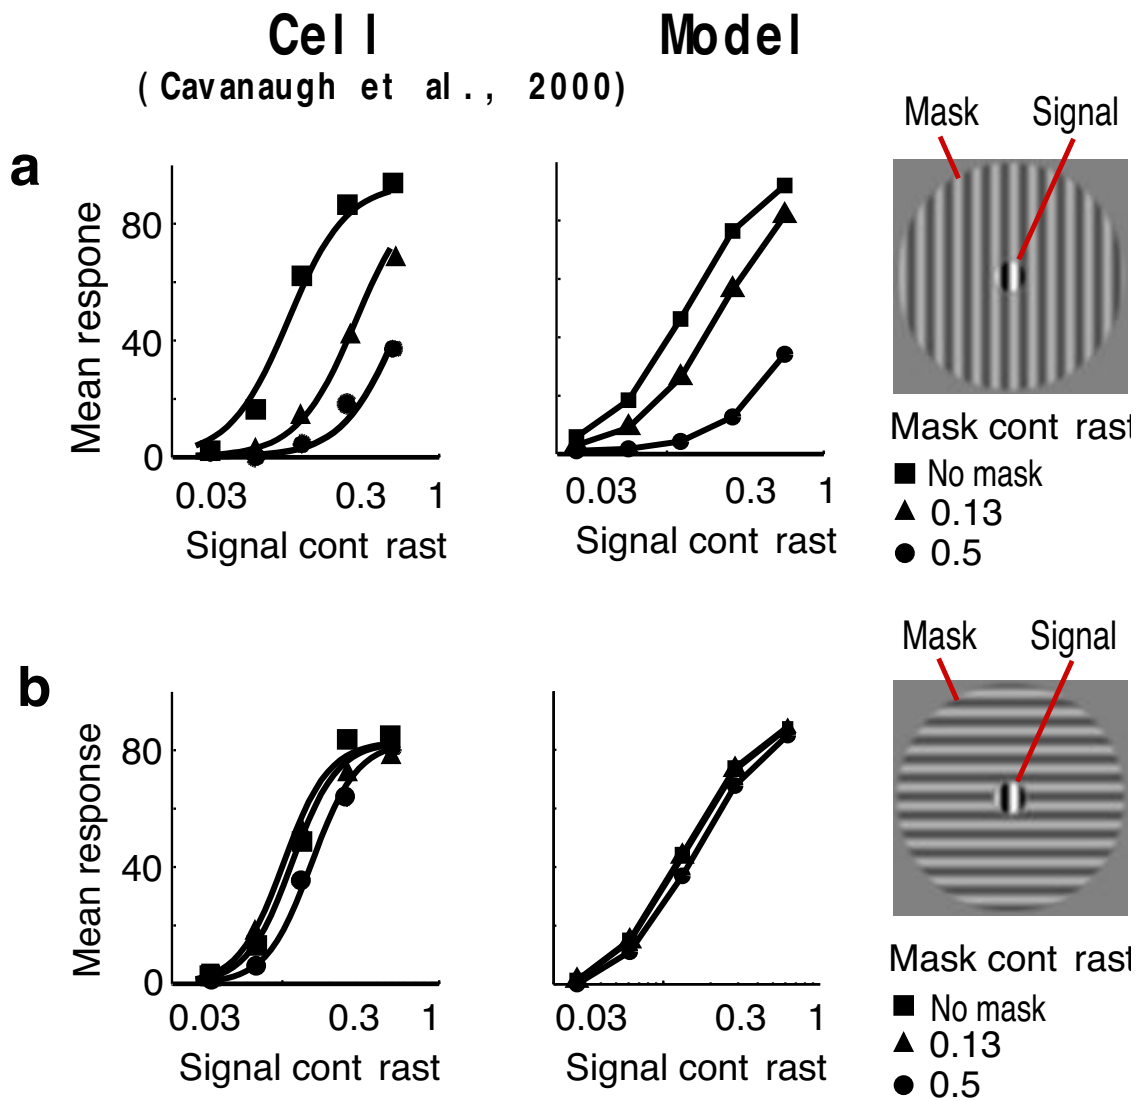 Cell Model
(Cavanaugh et al., 2000)
Mask Signal
a
Mean respone
80
40
0
0.03 0.3 1
Signal cont rast
0.03 0.3 1
Signal cont rast
Mask cont rast
No mask
0.13
0.5
Mask Signal
b
Mean response
80
40
0
0.03 0.3 1
Signal cont rast
0.03 0.3 1
Signal cont rast
Mask cont rast
No mask
0.13
0.5